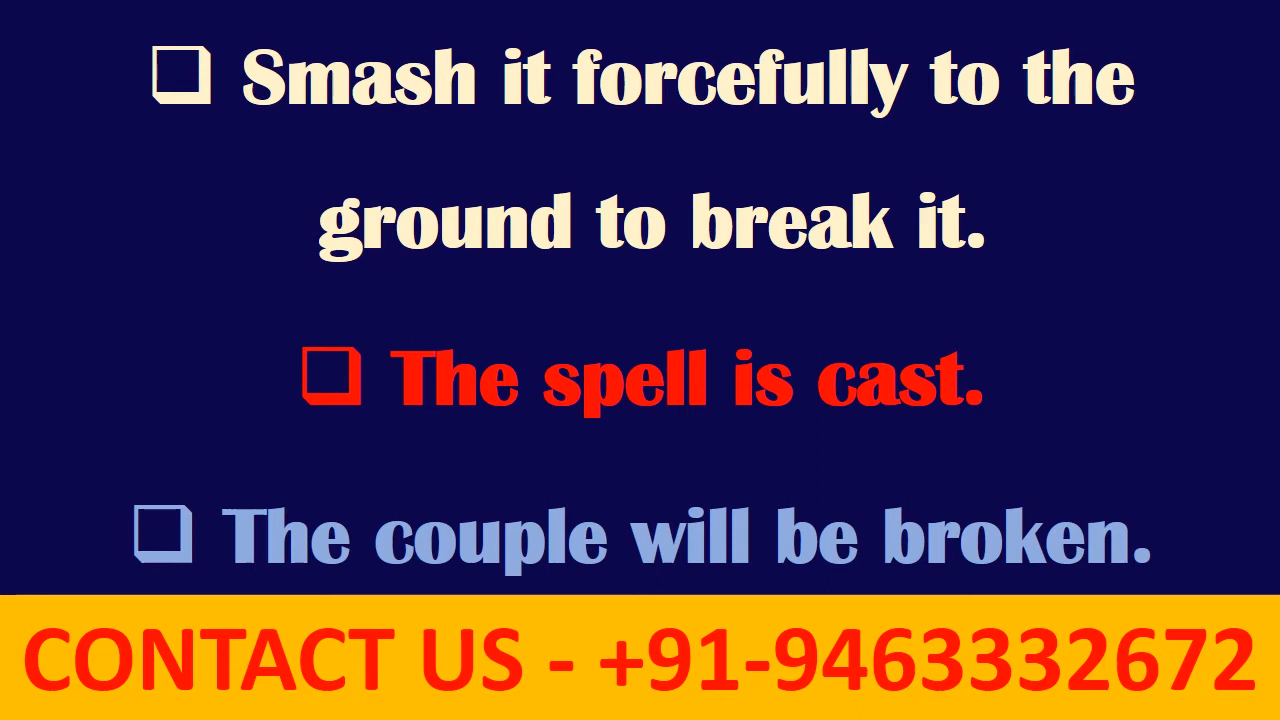 ❑ Smash it forcefully to the
ground to break it.
❑ The spell is cast.
❑ The couple will be broken.
CONTACT US - +91-9463332672